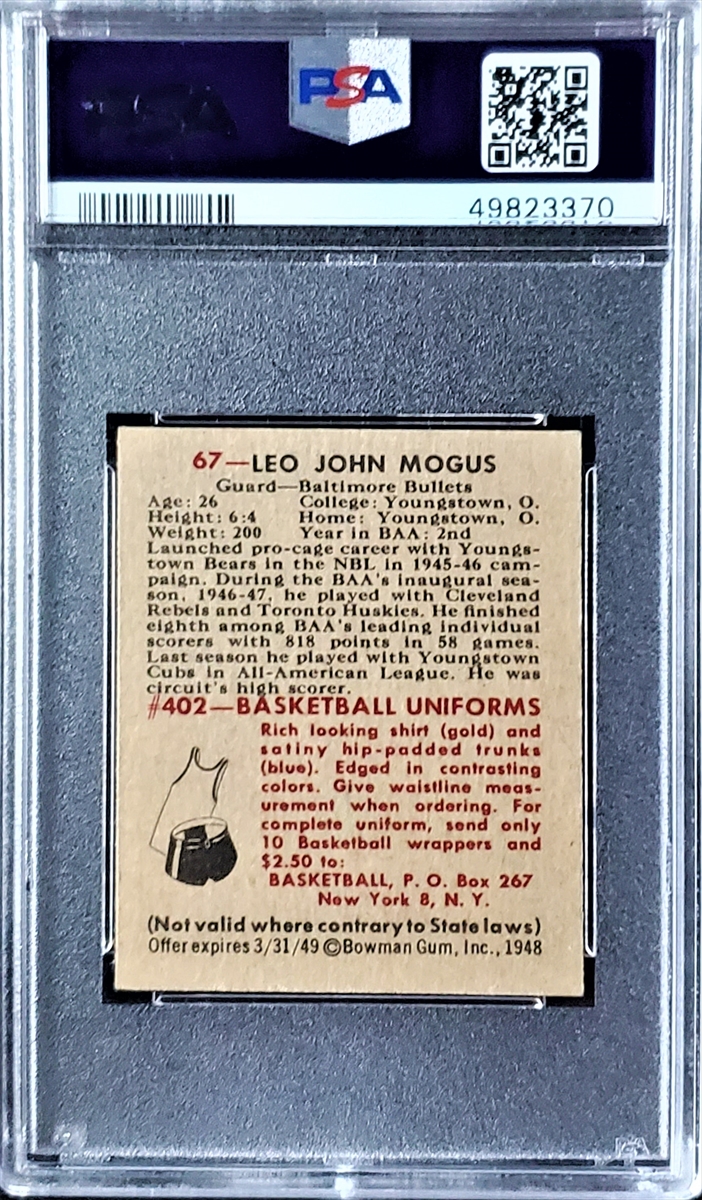 PSA
49823370
67—LEO JOHN MOGUS
Guard—Baltimore Bullets
Age: 26 College: Youngstown, O.
Height: 6:4 Home: Youngstown, O.
Weight: 200 Year in BAA: 2nd
Launched pro-cage career with Youngs-
town Bears in the NBL in 1945-46 cam-
paign. During the BAA's inaugural sea-
son, 1946-47, he played with Cleveland
Rebels and Toronto Huskies. He finished
eighth among BAA's leading individual
scorers with 818 points in 58 games.
Last season he played with Youngstown
Cubs in All-American League. He was
circuit's high scorer.
#402—BASKETBALL UNIFORMS
Rich looking shirt (gold) and
satiny hip-padded trunks
(blue). Edged in contrasting
colors. Give waistline meas-
urement when ordering. For
complete uniform, send only
10 Basketball wrappers and
$2.50 to:
BASKETBALL, P. O. Box 267
New York 8, N. Y.
(Not valid where contrary to State laws)
Offer expires 3/31/49 ©Bowman Gum, Inc., 1948